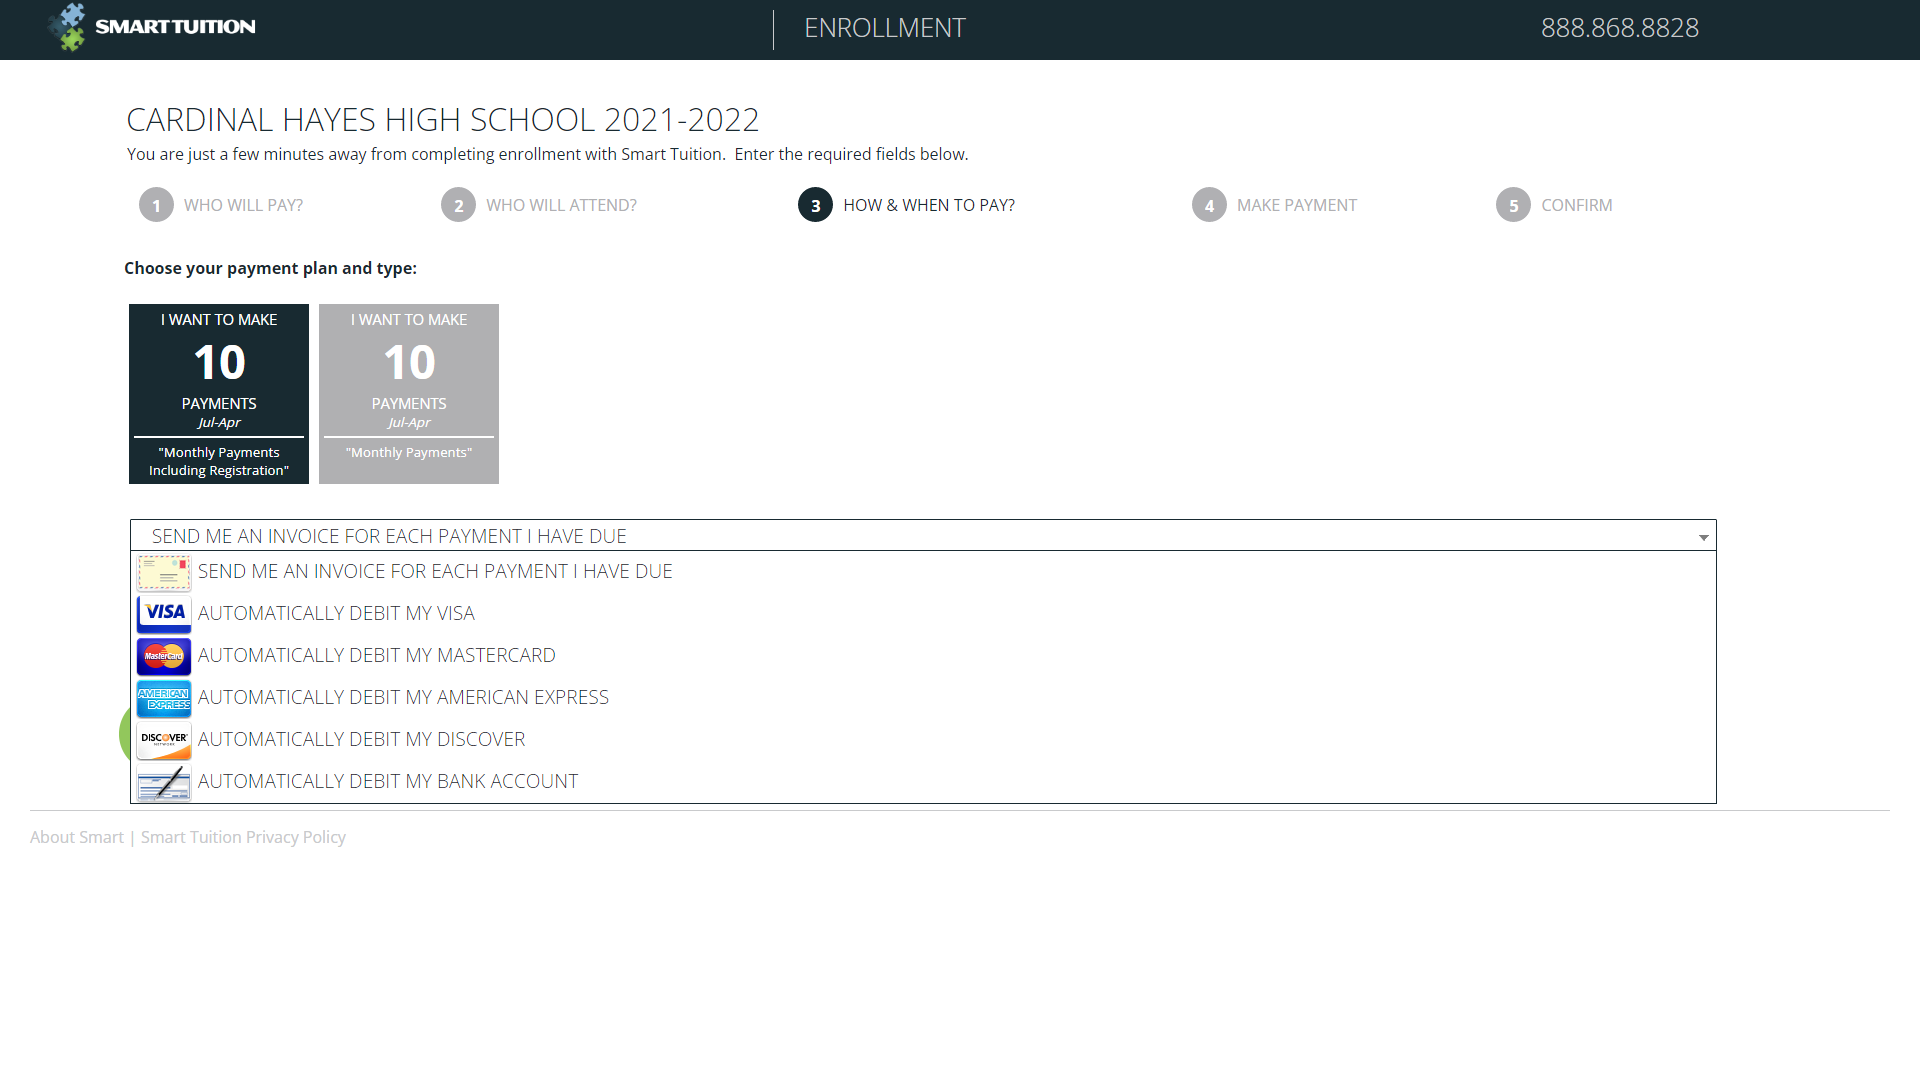 SMART TUITION
ENROLLMENT
888.868.8828
CARDINAL HAYES HIGH SCHOOL 2021-2022
You are just a few minutes away from completing enrollment with Smart Tuition.  Enter the required fields below.
1 WHO WILL PAY?
2 WHO WILL ATTEND?
3 HOW & WHEN TO PAY?
4 MAKE PAYMENT
5 CONFIRM
Choose your payment plan and type:
I WANT TO MAKE
10
PAYMENTS
Jul-Apr
"Monthly Payments
Including Registration"
I WANT TO MAKE
10
PAYMENTS
Jul-Apr
"Monthly Payments"
SEND ME AN INVOICE FOR EACH PAYMENT I HAVE DUE
SEND ME AN INVOICE FOR EACH PAYMENT I HAVE DUE
VISA AUTOMATICALLY DEBIT MY VISA
MasterCard AUTOMATICALLY DEBIT MY MASTERCARD
AMERICAN EXPRESS AUTOMATICALLY DEBIT MY AMERICAN EXPRESS
DISCOVER NETWORK AUTOMATICALLY DEBIT MY DISCOVER
AUTOMATICALLY DEBIT MY BANK ACCOUNT
About Smart | Smart Tuition Privacy Policy